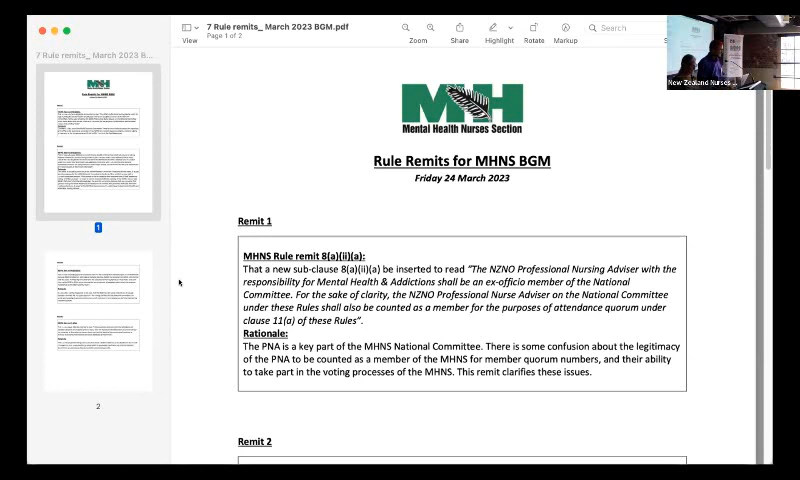 7 Rule remits_ March 2023 B...
1
2
7 Rule remits_ March 2023 BGM.pdf
Page 1 of 2
View
Zoom
Share
Highlight
Rotate
Markup
Search
New Zealand Nurses ...
MH
Mental Health Nurses Section
Rule Remits for MHNS BGM
Friday 24 March 2023
Remit 1
MHNS Rule remit 8(a)(ii)(a):
That a new sub-clause 8(a)(ii)(a) be inserted to read “The NZNO Professional Nursing Adviser with the
responsibility for Mental Health & Addictions shall be an ex-officio member of the National
Committee. For the sake of clarity, the NZNO Professional Nurse Adviser on the National Committee
under these Rules shall also be counted as a member for the purposes of attendance quorum under
clause 11(a) of these Rules”.
Rationale:
The PNA is a key part of the MHNS National Committee. There is some confusion about the legitimacy
of the PNA to be counted as a member of the MHNS for member quorum numbers, and their ability
to take part in the voting processes of the MHNS. This remit clarifies these issues.
Remit 2